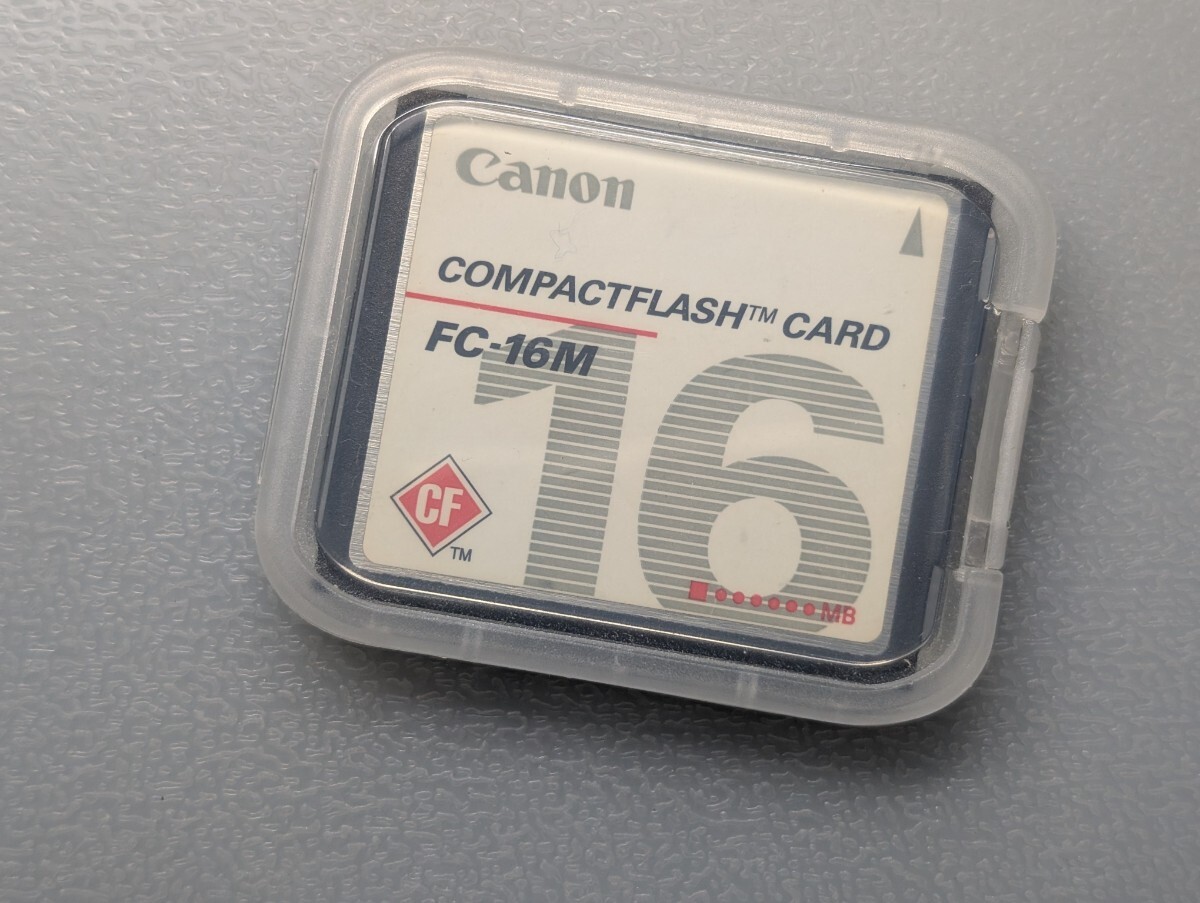 Canon
COMPACTFLASH™ CARD
FC-16M
16
CF
TM
MB